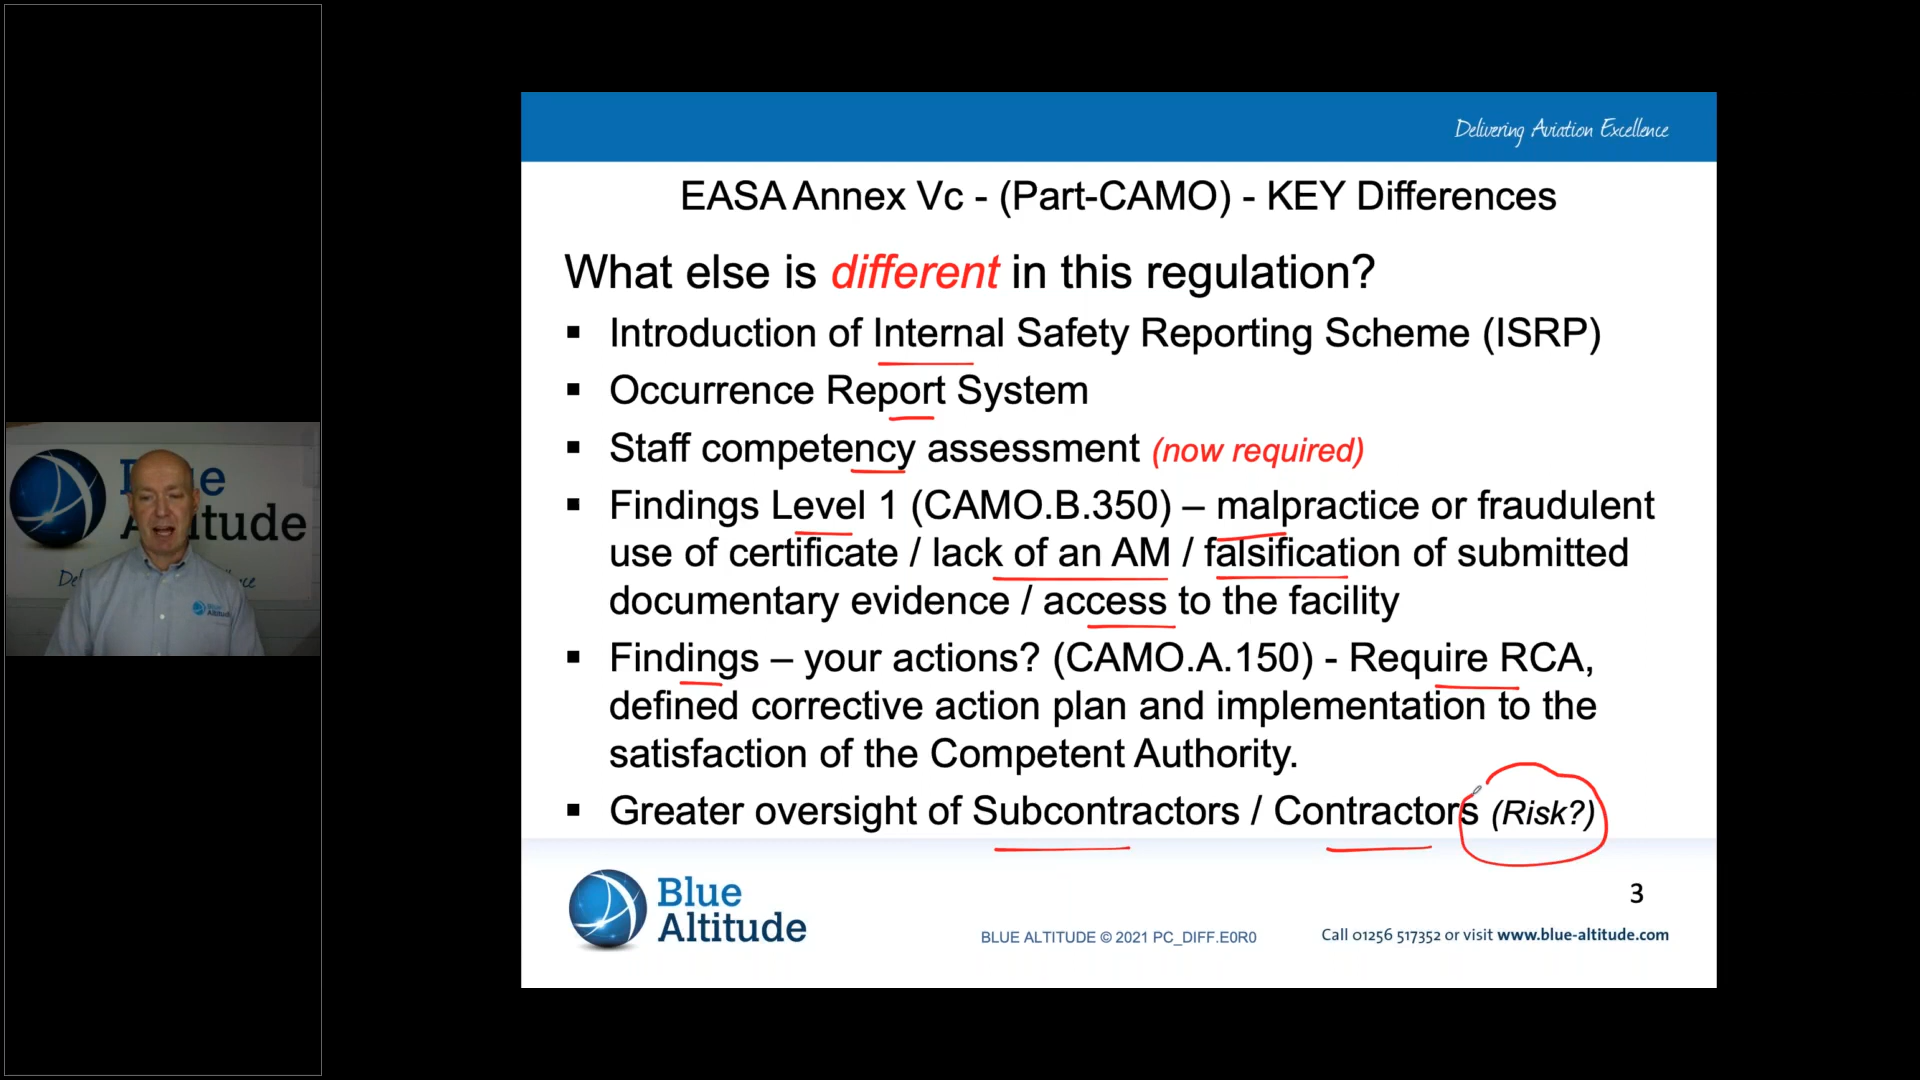 Delivering Aviation Excellence
EASA Annex Vc - (Part-CAMO) - KEY Differences
What else is different in this regulation?
▪ Introduction of Internal Safety Reporting Scheme (ISRP)
▪ Occurrence Report System
▪ Staff competency assessment (now required)
▪ Findings Level 1 (CAMO.B.350) – malpractice or fraudulent
use of certificate / lack of an AM / falsification of submitted
documentary evidence / access to the facility
▪ Findings – your actions? (CAMO.A.150) - Require RCA,
defined corrective action plan and implementation to the
satisfaction of the Competent Authority.
▪ Greater oversight of Subcontractors / Contractors (Risk?)
3
Blue
Altitude
BLUE ALTITUDE © 2021 PC_DIFF.E0R0
Call 01256 517352 or visit www.blue-altitude.com
Blue
Altitude